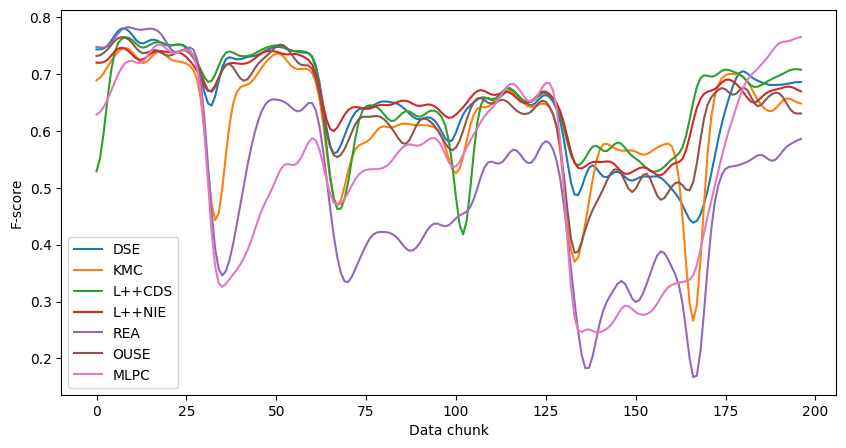 0.8
0.7
0.6
0.5
0.4
0.3
0.2
F-score
DSE
KMC
L++CDS
L++NIE
REA
OUSE
MLPC
0 25 50 75 100 125 150 175 200
Data chunk